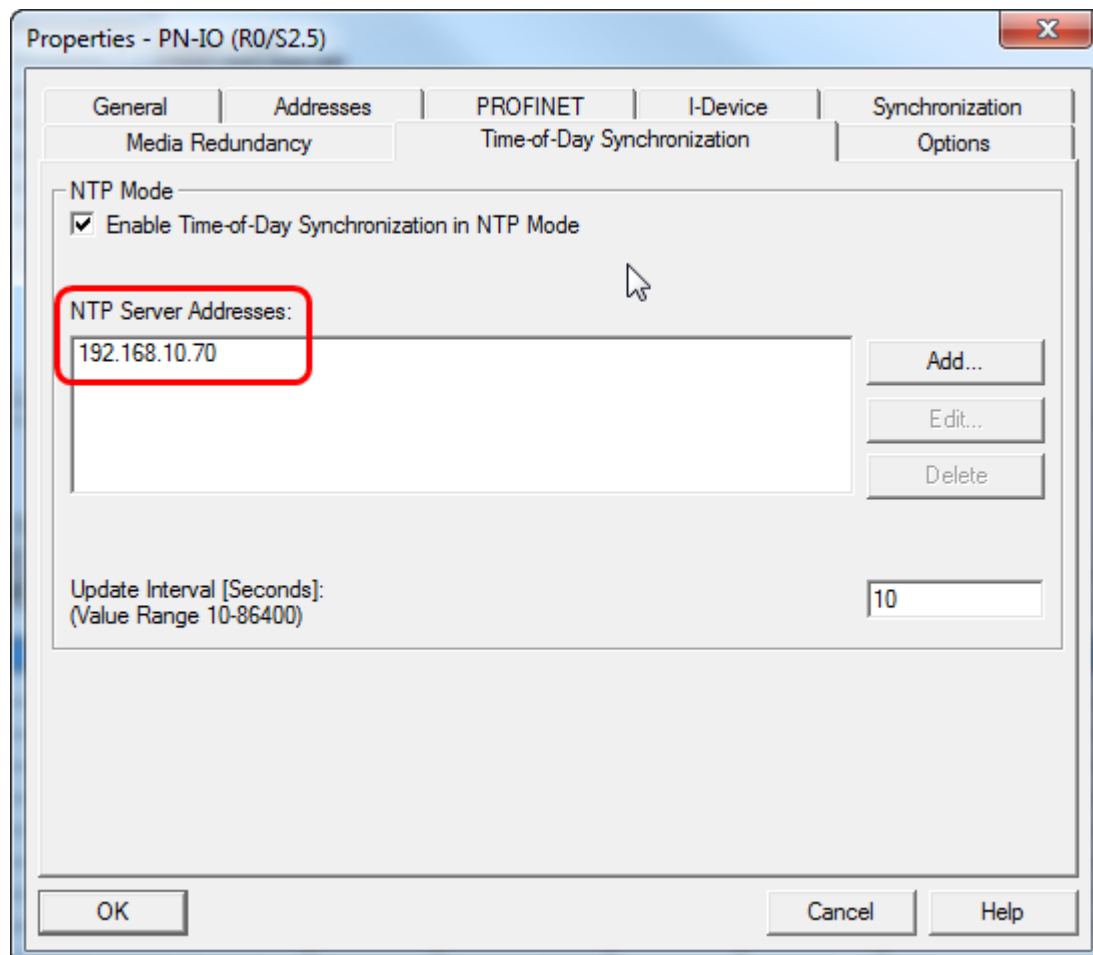 Properties - PN-IO (R0/S2.5)
General Addresses PROFINET I-Device Synchronization
Media Redundancy Time-of-Day Synchronization Options
NTP Mode
Enable Time-of-Day Synchronization in NTP Mode
NTP Server Addresses:
192.168.10.70
Add...
Edit...
Delete
Update Interval [Seconds]:
(Value Range 10-86400)
10
OK Cancel Help